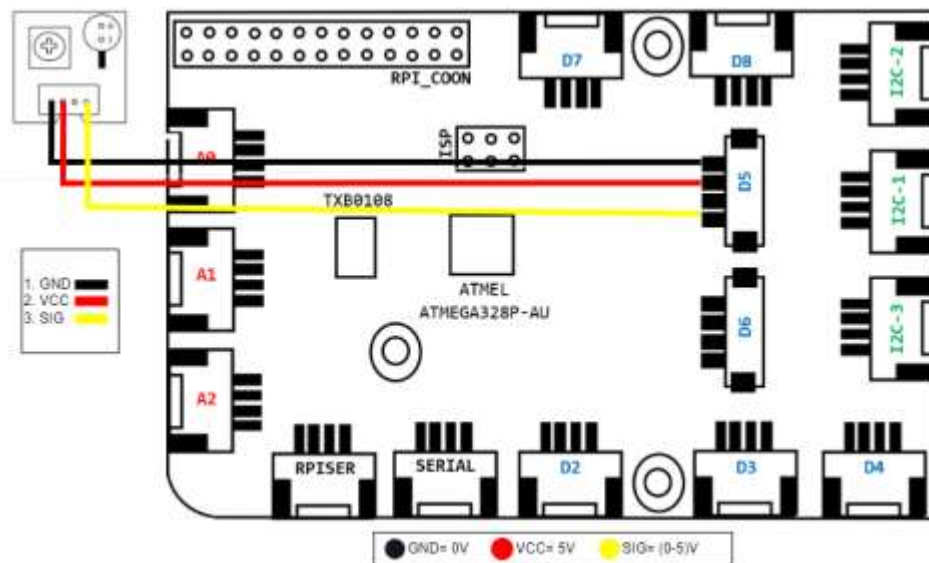 D7
D8
I2C-2
RPI_COON
ISP
A0
D5
I2C-1
TXB0108
A1
1. GND
2. VCC
3. SIG
ATMEL
ATMEGA328P-AU
D6
I2C-3
A2
RPISER
SERIAL
D2
D3
D4
GND= 0V
VCC= 5V
SIG= (0-5)V